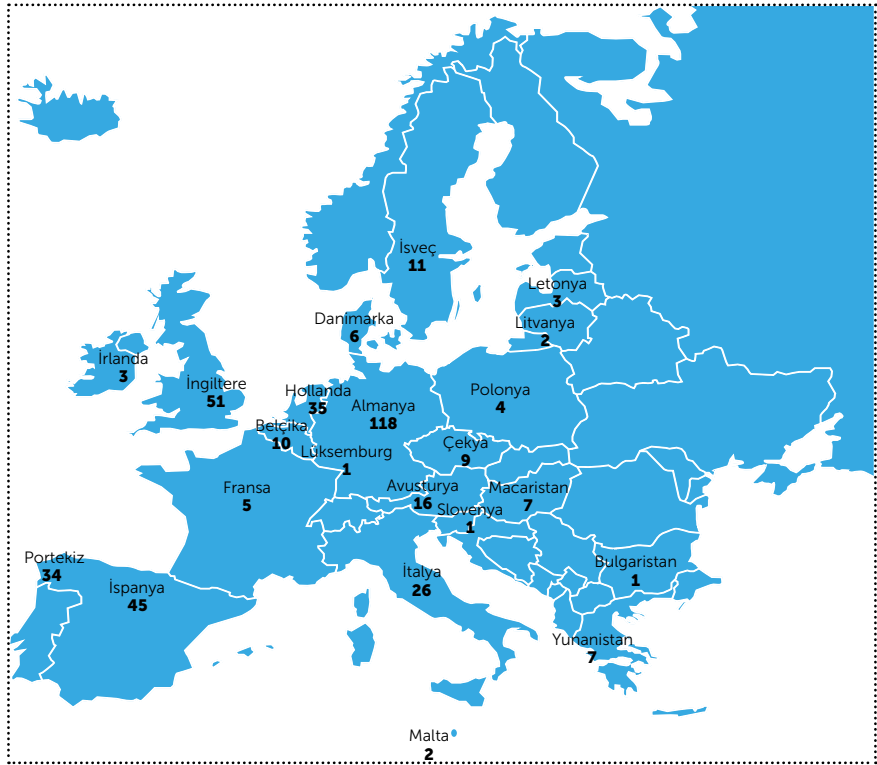 İsveç
11
Letonya
3
Danimarka
6
Litvanya
2
İrlanda
3
İngiltere
51
Hollanda
35
Almanya
118
Polonya
4
Belçika
10
Lüksemburg
1
Çekya
9
Fransa
5
Avusturya
16
Macaristan
7
Slovenya
1
Portekiz
34
İspanya
45
İtalya
26
Bulgaristan
1
Yunanistan
7
Malta
2